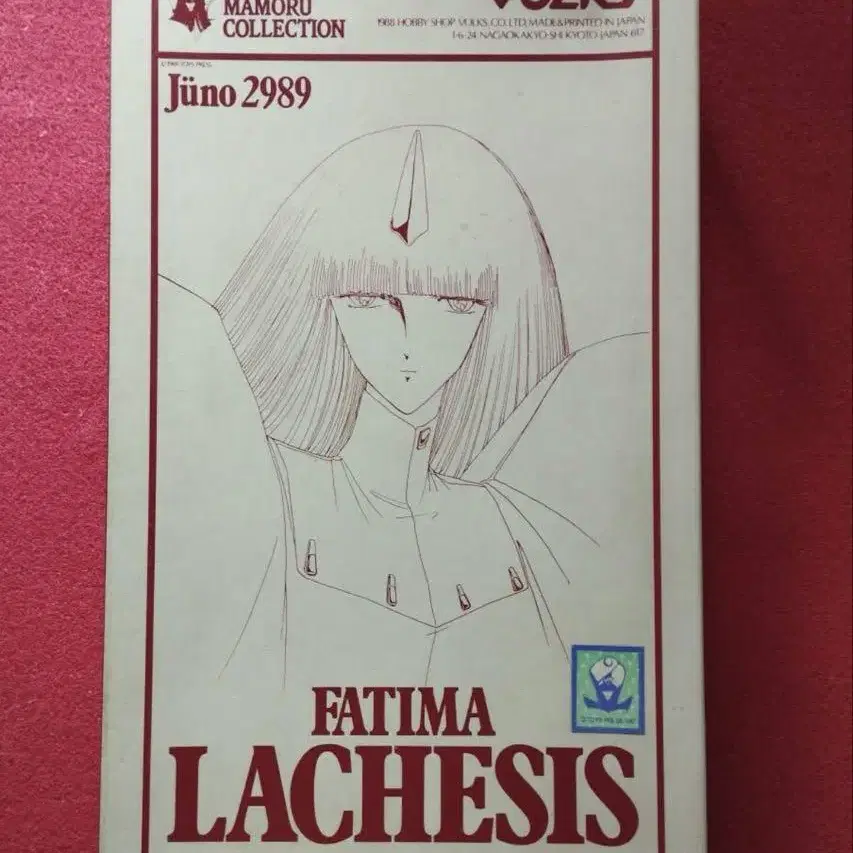 MAMORU
COLLECTION
VOLKS
1988 HOBBY SHOP VOLKS. CO., LTD, MADE & PRINTED IN JAPAN
1-6-24 NAGAOKAKYO-SHI KYOTO JAPAN 617
Jüno 2989
FATIMA
LACHESIS